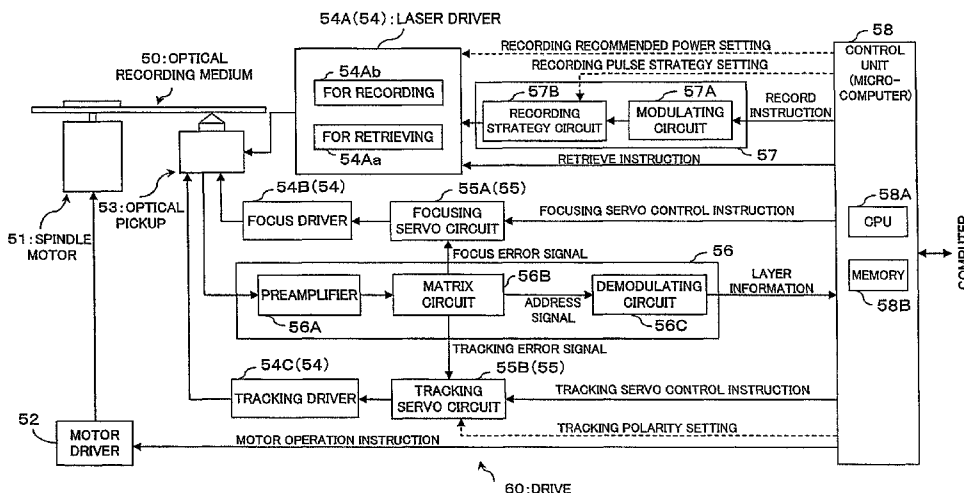 54A(54):LASER DRIVER
58
50:OPTICAL
RECORDING MEDIUM
RECORDING RECOMMENDED POWER SETTING
CONTROL
UNIT
(MICRO-
COMPUTER)
RECORDING PULSE STRATEGY SETTING
54Ab
FOR RECORDING
57B
57A
RECORDING
STRATEGY CIRCUIT
MODULATING
CIRCUIT
RECORD
INSTRUCTION
FOR RETRIEVING
54Aa
57
RETRIEVE INSTRUCTION
53:OPTICAL
PICKUP
51:SPINDLE
MOTOR
54B(54)
FOCUS DRIVER
55A(55)
FOCUSING
SERVO CIRCUIT
FOCUSING SERVO CONTROL INSTRUCTION
58A
CPU
FOCUS ERROR SIGNAL
56
PREAMPLIFIER
56A
MATRIX
CIRCUIT
56B
ADDRESS
SIGNAL
DEMODULATING
CIRCUIT
56C
LAYER
INFORMATION
MEMORY
58B
COMPUTER
TRACKING ERROR SIGNAL
54C(54)
TRACKING DRIVER
55B(55)
TRACKING
SERVO CIRCUIT
TRACKING SERVO CONTROL INSTRUCTION
TRACKING POLARITY SETTING
52
MOTOR
DRIVER
MOTOR OPERATION INSTRUCTION
60:DRIVE